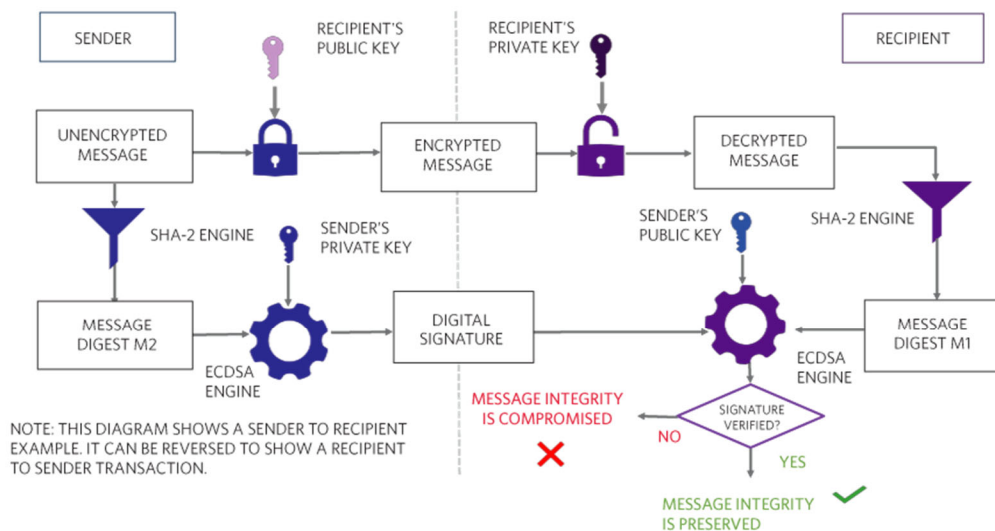 SENDER
RECIPIENT'S
PUBLIC KEY
RECIPIENT'S
PRIVATE KEY
RECIPIENT
UNENCRYPTED
MESSAGE
ENCRYPTED
MESSAGE
DECRYPTED
MESSAGE
SHA-2 ENGINE
SENDER'S
PRIVATE KEY
SENDER'S
PUBLIC KEY
SHA-2 ENGINE
MESSAGE
DIGEST M2
ECDSA
ENGINE
DIGITAL
SIGNATURE
ECDSA
ENGINE
MESSAGE
DIGEST M1
MESSAGE INTEGRITY
IS COMPROMISED
NO
SIGNATURE
VERIFIED?
YES
MESSAGE INTEGRITY
IS PRESERVED
NOTE: THIS DIAGRAM SHOWS A SENDER TO RECIPIENT
EXAMPLE. IT CAN BE REVERSED TO SHOW A RECIPIENT
TO SENDER TRANSACTION.